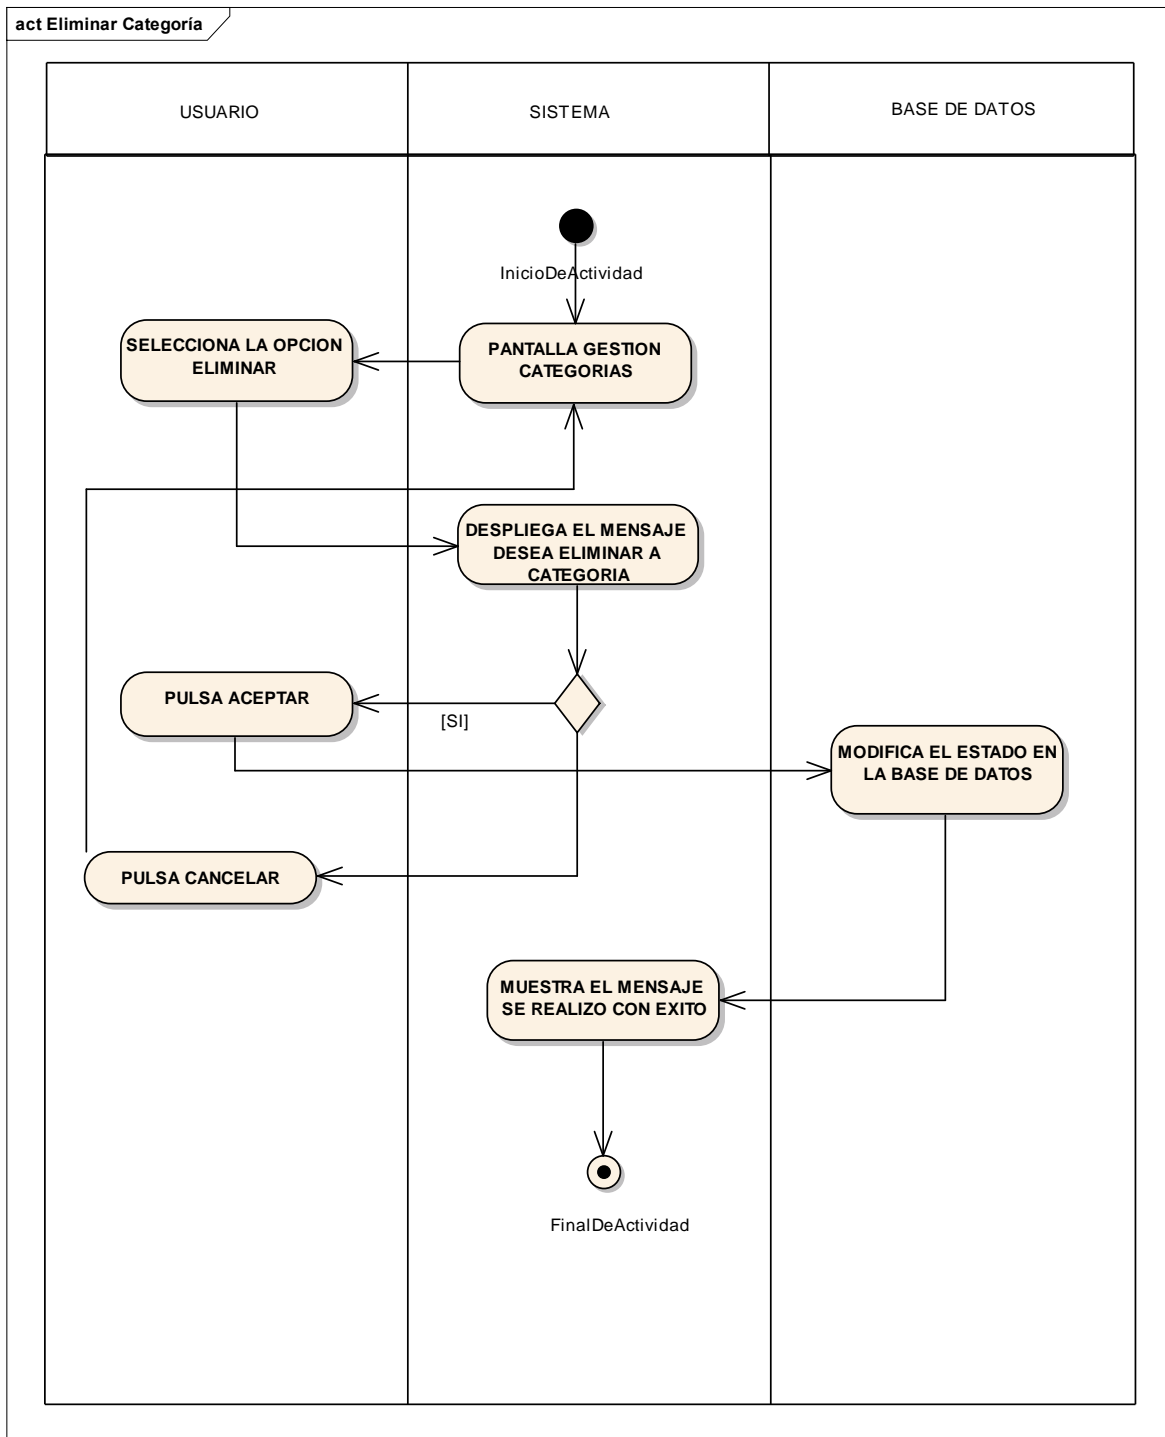 act Eliminar Categoría
USUARIO
SISTEMA
BASE DE DATOS
InicioDeActividad
SELECCIONA LA OPCION
ELIMINAR
PANTALLA GESTION
CATEGORIAS
DESPLIEGA EL MENSAJE
DESEA ELIMINAR A
CATEGORIA
PULSA ACEPTAR
[SI]
MODIFICA EL ESTADO EN
LA BASE DE DATOS
PULSA CANCELAR
MUESTRA EL MENSAJE
SE REALIZO CON EXITO
FinalDeActividad